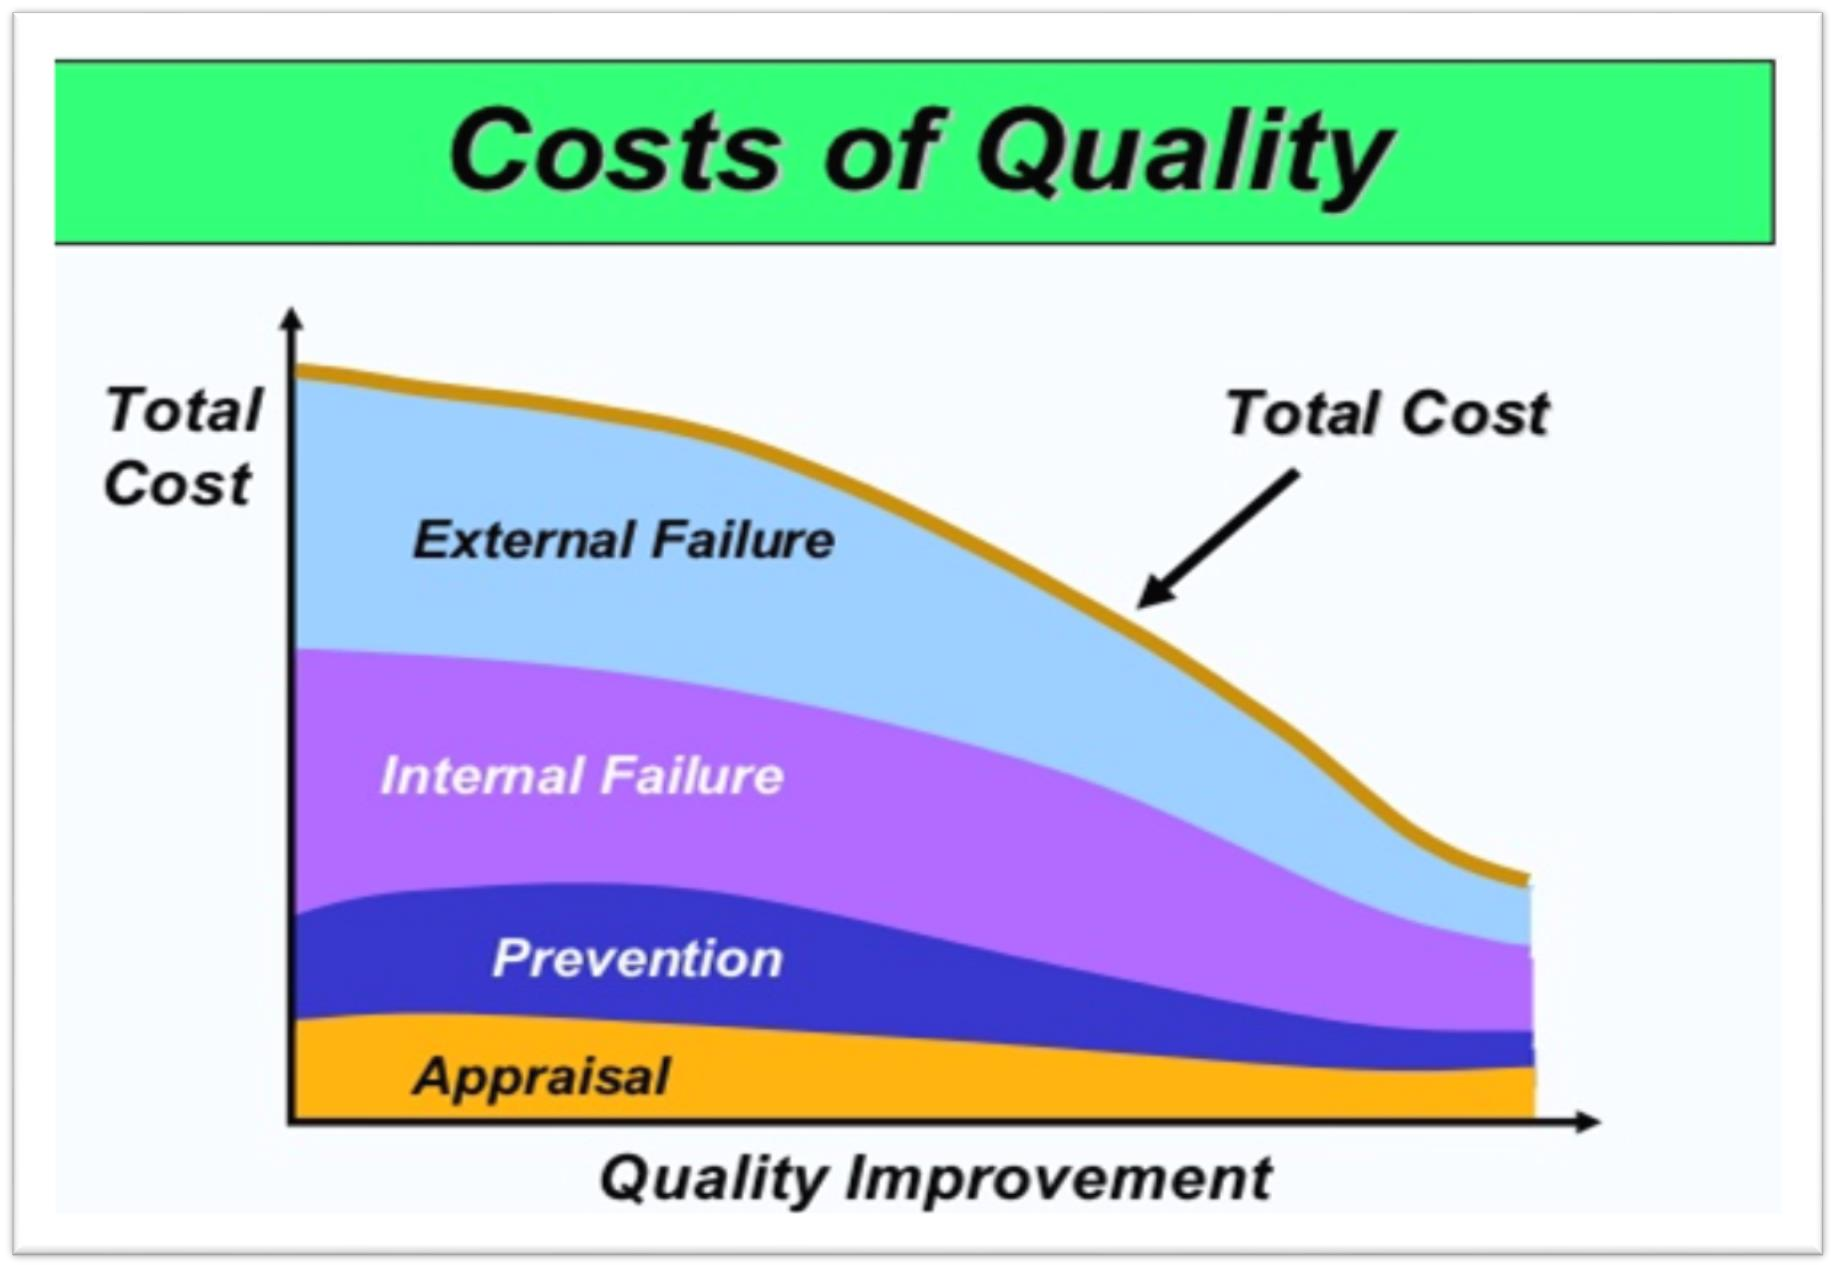 Costs of Quality
Total
Cost
Total Cost
External Failure
Internal Failure
Prevention
Appraisal
Quality Improvement